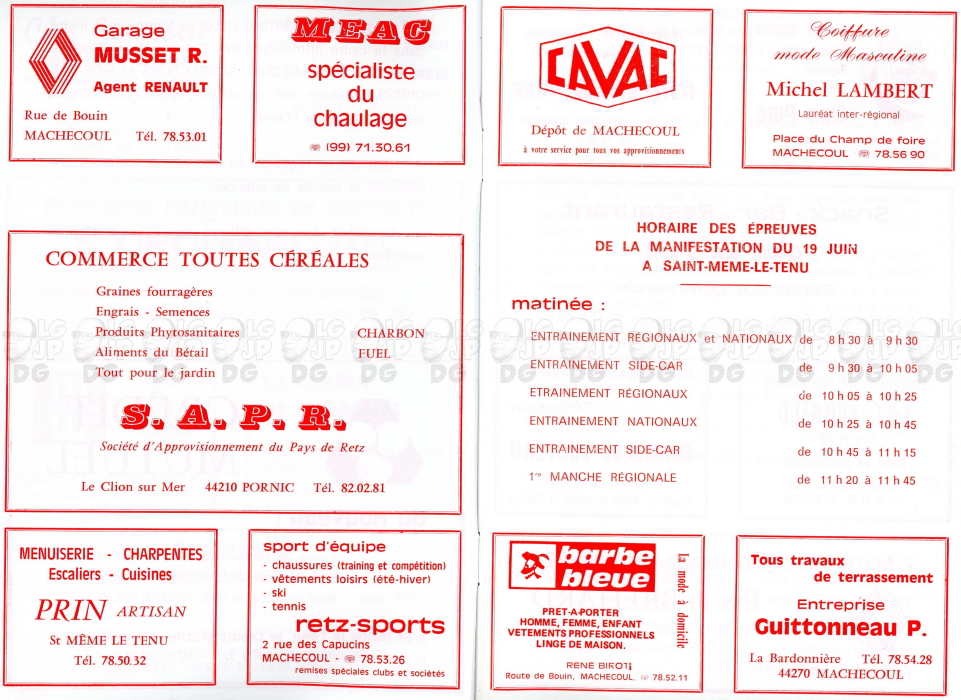 Garage
MUSSET R.
Agent RENAULT
Rue de Bouin
MACHECOUL Tél. 78.53.01
MEAC
spécialiste
du
chaulage
☎ (99) 71.30.61
CAVAC
Dépôt de MACHECOUL
à votre service pour tous vos approvisionnements
Coiffure
mode Masculine
Michel LAMBERT
Lauréat inter-régional
Place du Champ de foire
MACHECOUL ☎ 78.56 90
COMMERCE TOUTES CÉRÉALES
Graines fourragères
Engrais - Semences
Produits Phytosanitaires CHARBON
Aliments du Bétail FUEL
Tout pour le jardin
S. A. P. R.
Société d'Approvisionnement du Pays de Retz
Le Clion sur Mer 44210 PORNIC Tél. 82.02.81
HORAIRE DES ÉPREUVES
DE LA MANIFESTATION DU 19 JUIN
A SAINT-MEME-LE-TENU
matinée :
ENTRAINEMENT RÉGIONAUX et NATIONAUX de 8 h 30 à 9 h 30
ENTRAINEMENT SIDE-CAR de 9 h 30 à 10 h 05
ETRAINEMENT RÉGIONAUX de 10 h 05 à 10 h 25
ENTRAINEMENT NATIONAUX de 10 h 25 à 10 h 45
ENTRAINEMENT SIDE-CAR de 10 h 45 à 11 h 15
1re MANCHE RÉGIONALE de 11 h 20 à 11 h 45
MENUISERIE - CHARPENTES
Escaliers - Cuisines
PRIN ARTISAN
St MÊME LE TENU
Tél. 78.50.32
sport d'équipe
- chaussures (training et compétition)
- vêtements loisirs (été-hiver)
- ski
- tennis
retz-sports
2 rue des Capucins
MACHECOUL - ☎ 78.53.26
remises spéciales clubs et sociétés
barbe
bleue
la mode à domicile
PRET-A-PORTER
HOMME, FEMME, ENFANT
VETEMENTS PROFESSIONNELS
LINGE DE MAISON.
RENE BIROT
Route de Bouin, MACHECOUL, ☎ 78.52.11
Tous travaux
de terrassement
Entreprise
Guittonneau P.
La Bardonnière Tél. 78.54.28
44270 MACHECOUL